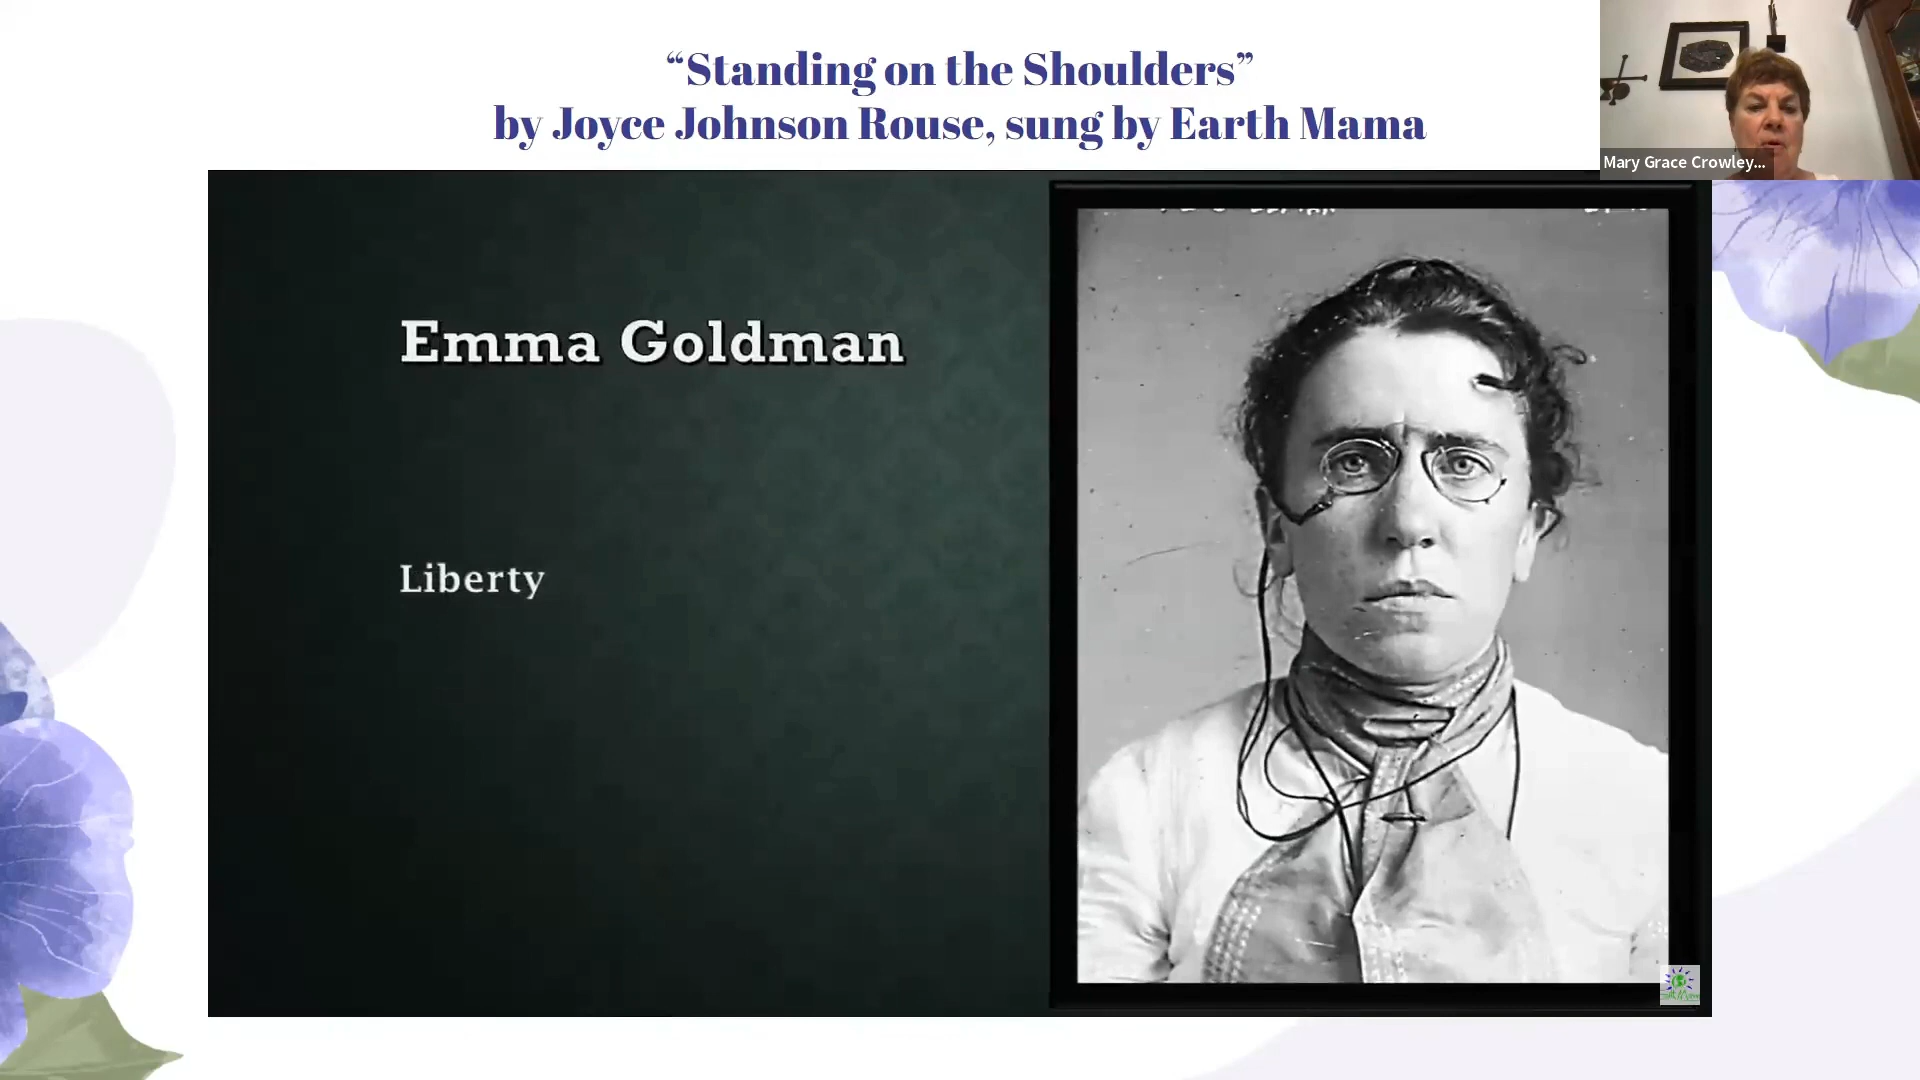 “Standing on the Shoulders”
by Joyce Johnson Rouse, sung by Earth Mama
Mary Grace Crowley...
Emma Goldman
Liberty